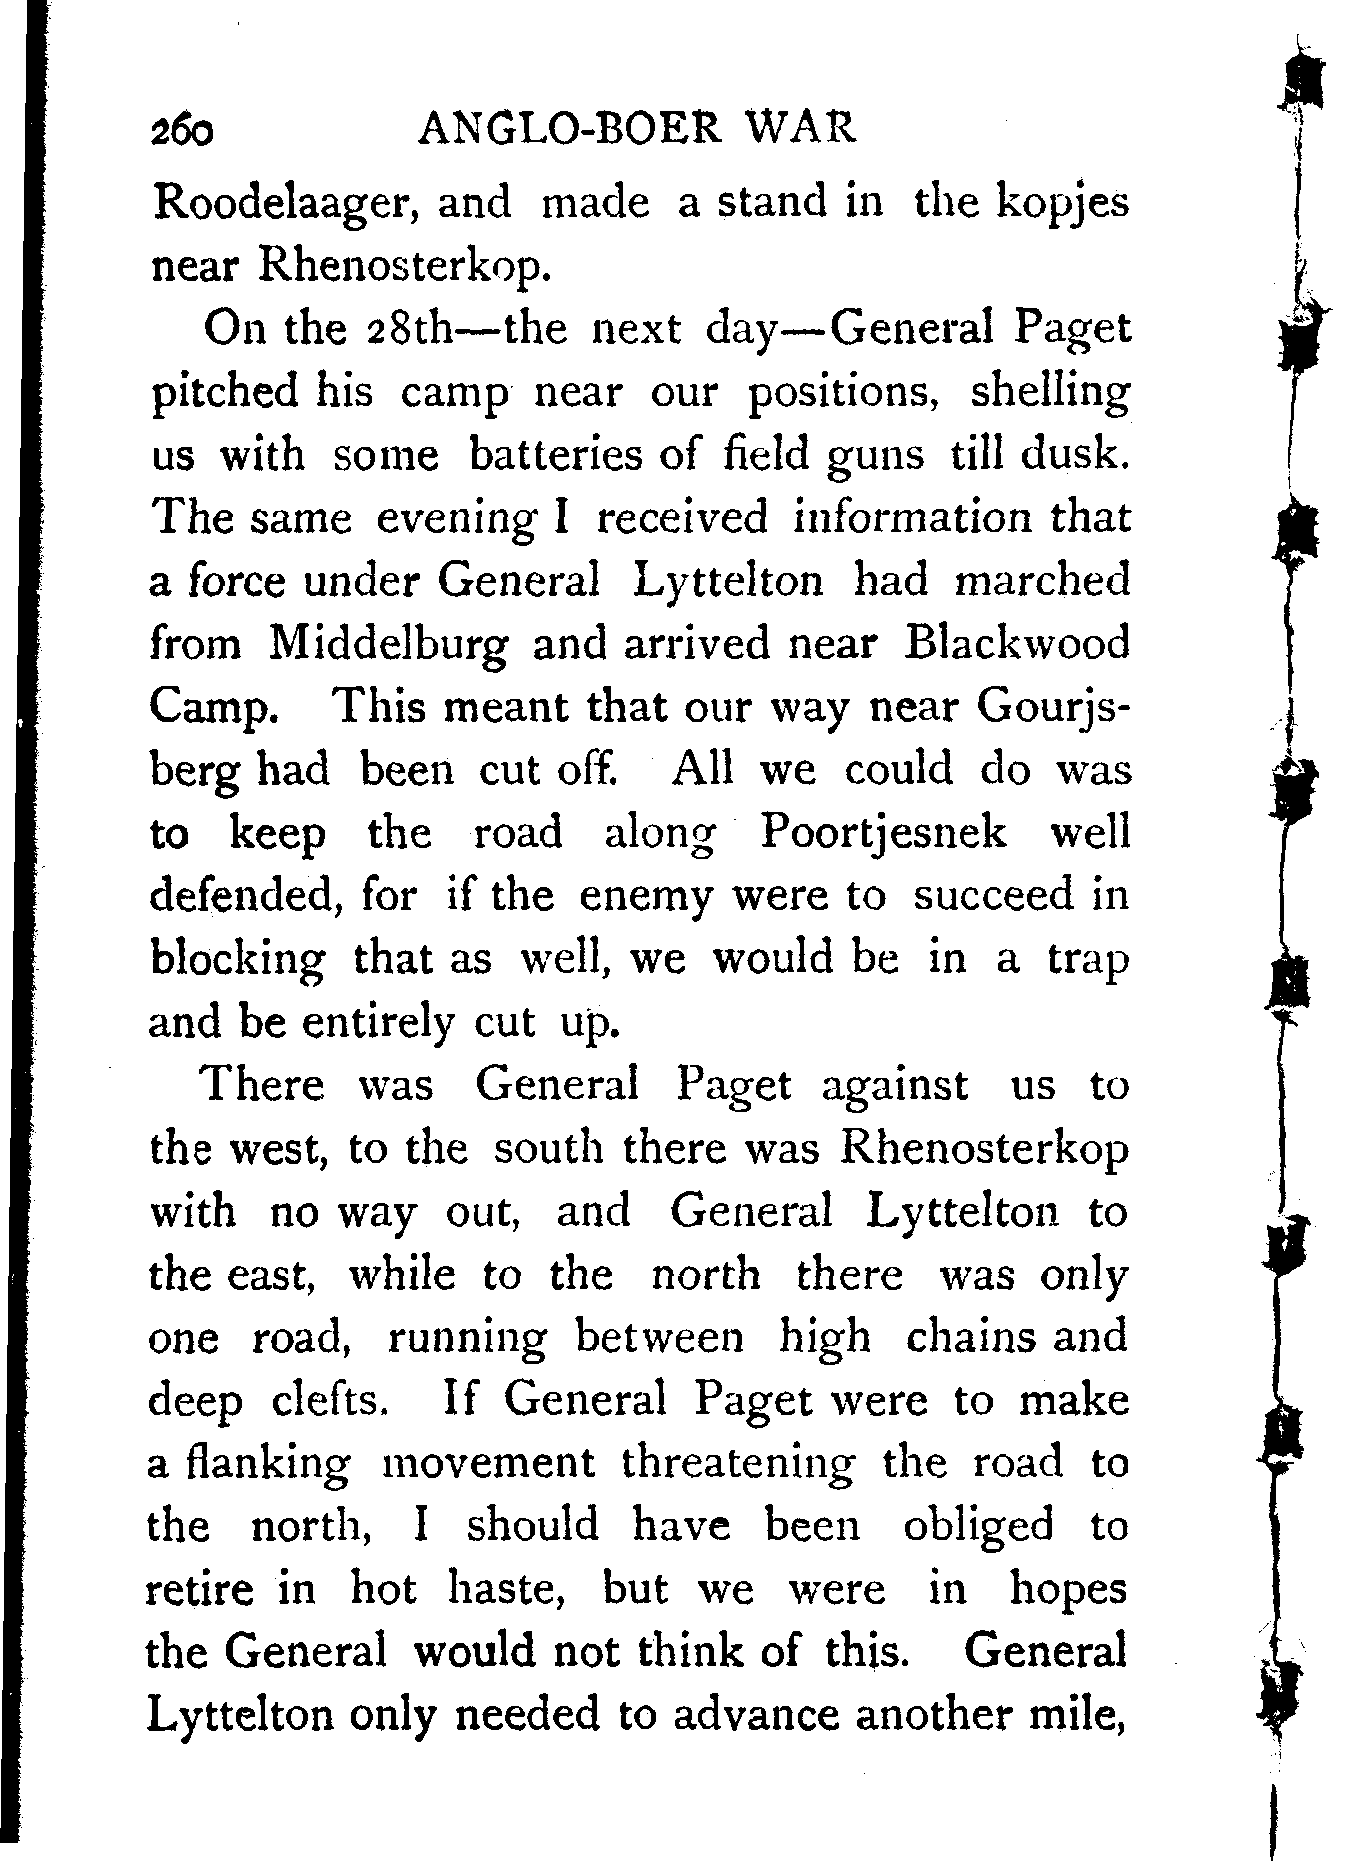 260 ANGLO-BOER WAR
Roodelaager, and made a stand in the kopjes
near Rhenosterkop.
On the 28th—the next day—General Paget
pitched his camp near our positions, shelling
us with some batteries of field guns till dusk.
The same evening I received information that
a force under General Lyttelton had marched
from Middelburg and arrived near Blackwood
Camp. This meant that our way near Gourjs-
berg had been cut off. All we could do was
to keep the road along Poortjesnek well
defended, for if the enemy were to succeed in
blocking that as well, we would be in a trap
and be entirely cut up.
There was General Paget against us to
the west, to the south there was Rhenosterkop
with no way out, and General Lyttelton to
the east, while to the north there was only
one road, running between high chains and
deep clefts. If General Paget were to make
a flanking movement threatening the road to
the north, I should have been obliged to
retire in hot haste, but we were in hopes
the General would not think of this. General
Lyttelton only needed to advance another mile,